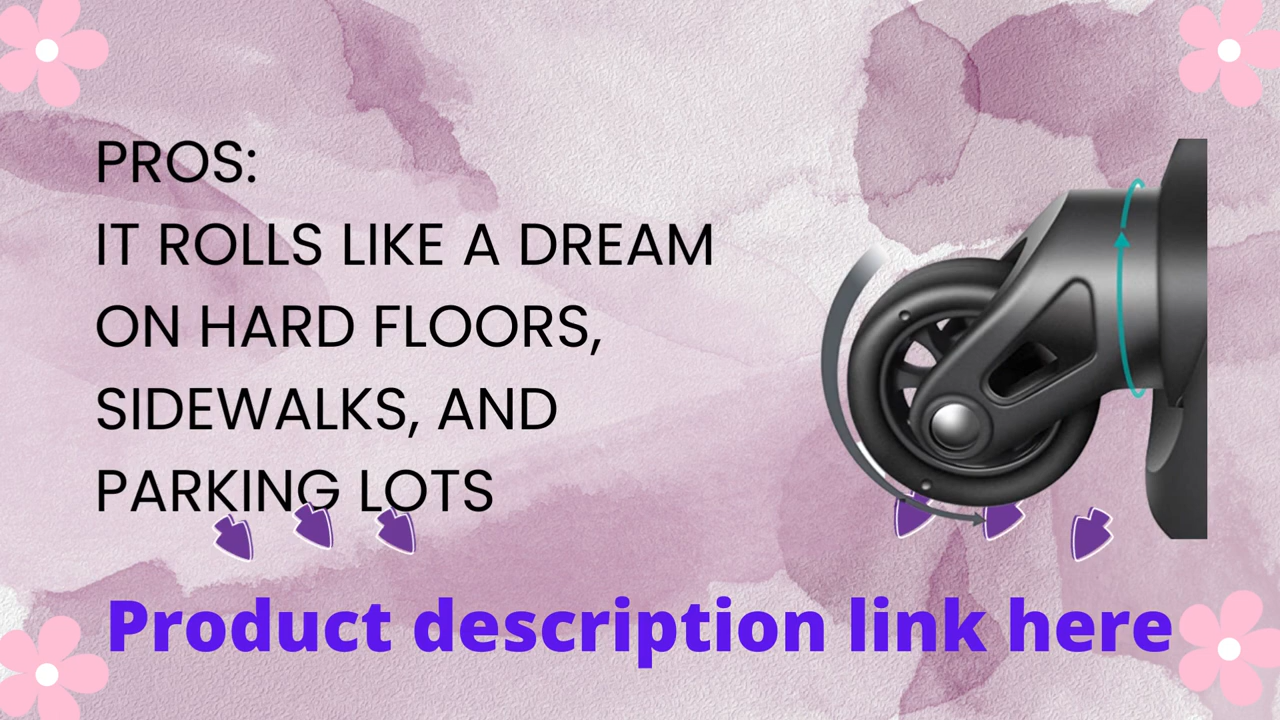 PROS:
IT ROLLS LIKE A DREAM
ON HARD FLOORS,
SIDEWALKS, AND
PARKING LOTS
Product description link here